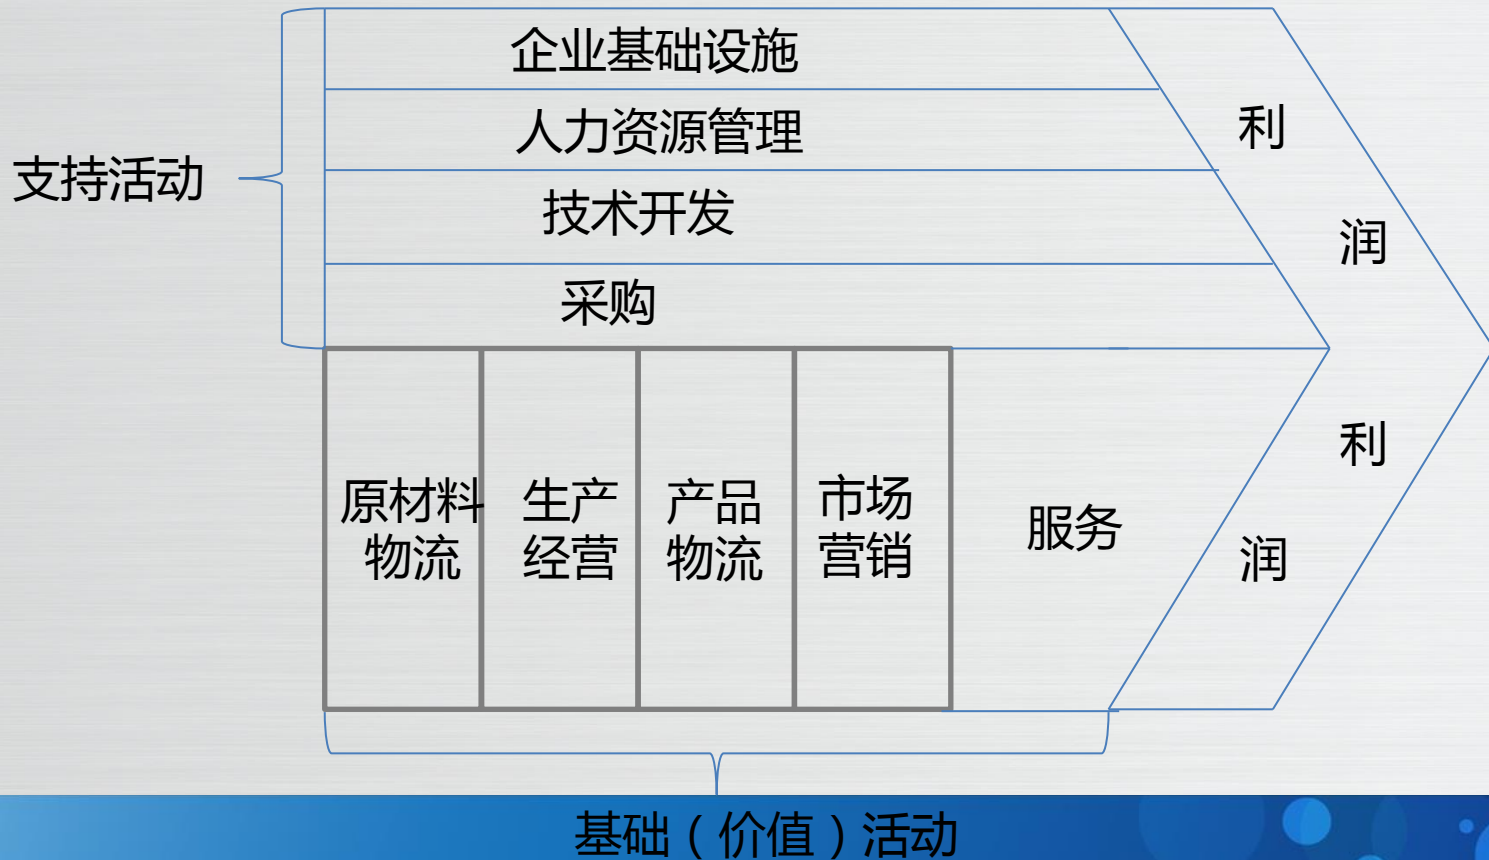 企业基础设施
人力资源管理
支持活动
技术开发
采购
利
润
原材料
物流
生产
经营
产品
物流
市场
营销
服务
利
润
基础（价值）活动